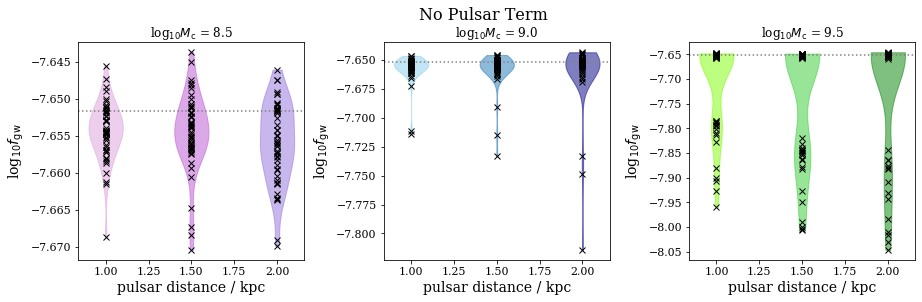 No Pulsar Term
log₁₀M_c = 8.5
log₁₀f_gw
−7.645
−7.650
−7.655
−7.660
−7.665
−7.670
1.00 1.25 1.50 1.75 2.00
pulsar distance / kpc
log₁₀M_c = 9.0
log₁₀f_gw
−7.650
−7.675
−7.700
−7.725
−7.750
−7.775
−7.800
1.00 1.25 1.50 1.75 2.00
pulsar distance / kpc
log₁₀M_c = 9.5
log₁₀f_gw
−7.65
−7.70
−7.75
−7.80
−7.85
−7.90
−7.95
−8.00
−8.05
1.00 1.25 1.50 1.75 2.00
pulsar distance / kpc